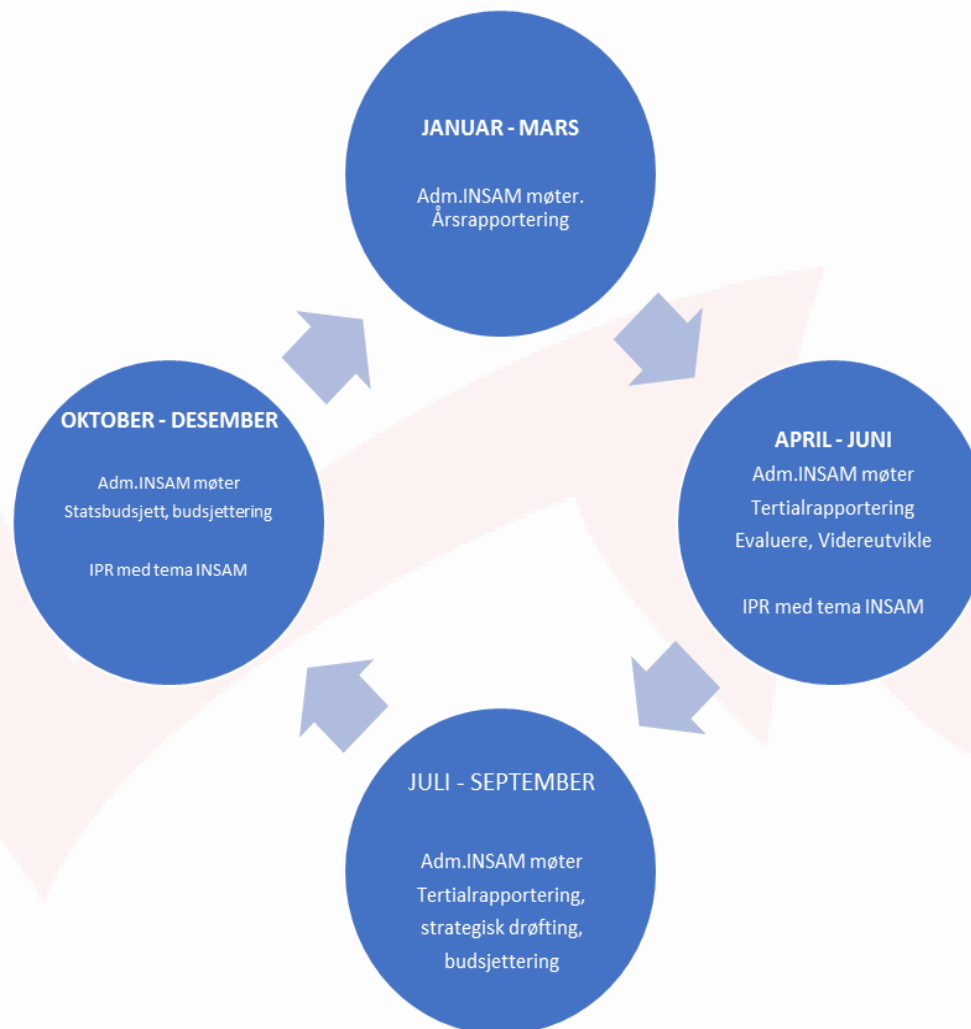 JANUAR - MARS
Adm.INSAM møter.
Årsrapportering
APRIL - JUNI
Adm.INSAM møter
Tertialrapportering
Evaluere, Videreutvikle
IPR med tema INSAM
JULI - SEPTEMBER
Adm.INSAM møter
Tertialrapportering,
strategisk drøfting,
budsjettering
OKTOBER - DESEMBER
Adm.INSAM møter
Statsbudsjett, budsjettering
IPR med tema INSAM